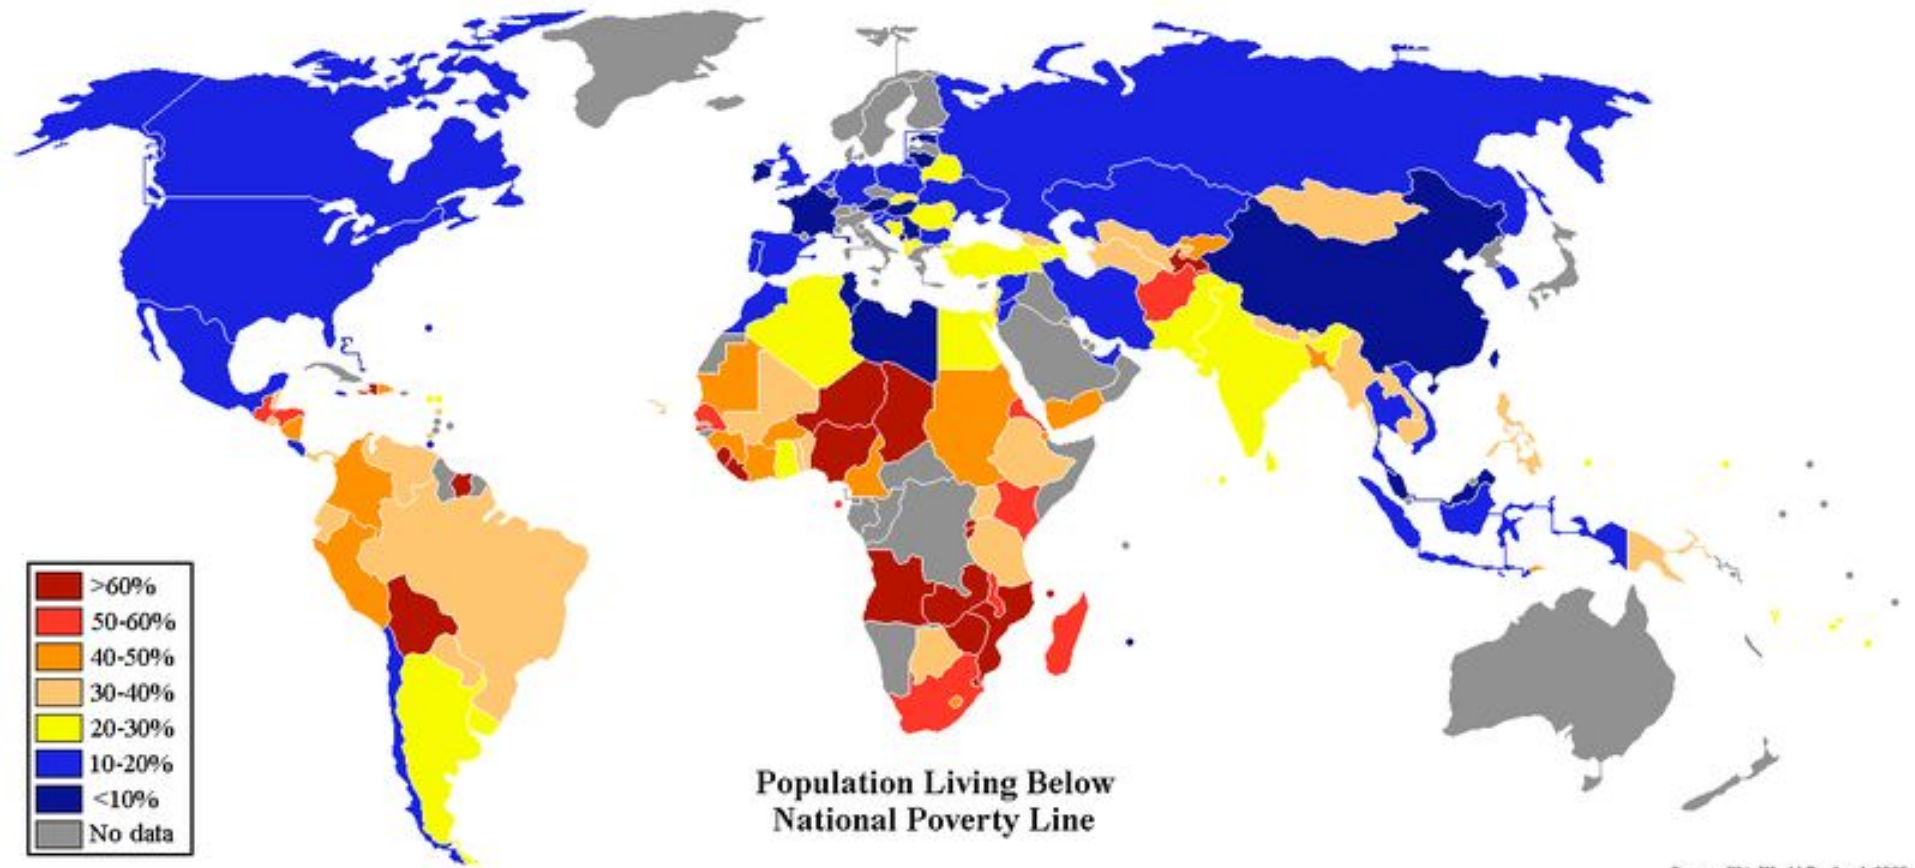 >60%
50-60%
40-50%
30-40%
20-30%
10-20%
<10%
No data
Population Living Below
National Poverty Line